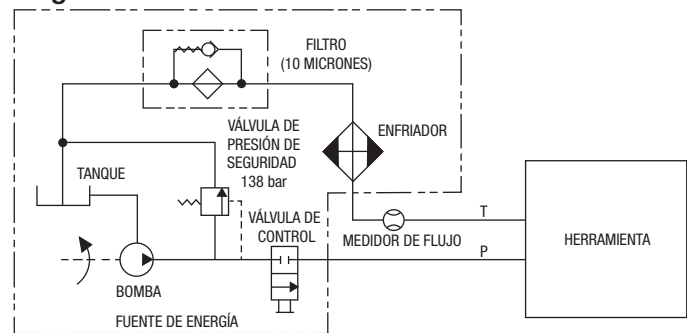 FILTRO
(10 MICRONES)
VÁLVULA DE
PRESIÓN DE
SEGURIDAD
138 bar
ENFRIADOR
TANQUE
VÁLVULA DE
CONTROL
MEDIDOR DE FLUJO
T
P
HERRAMIENTA
BOMBA
FUENTE DE ENERGÍA